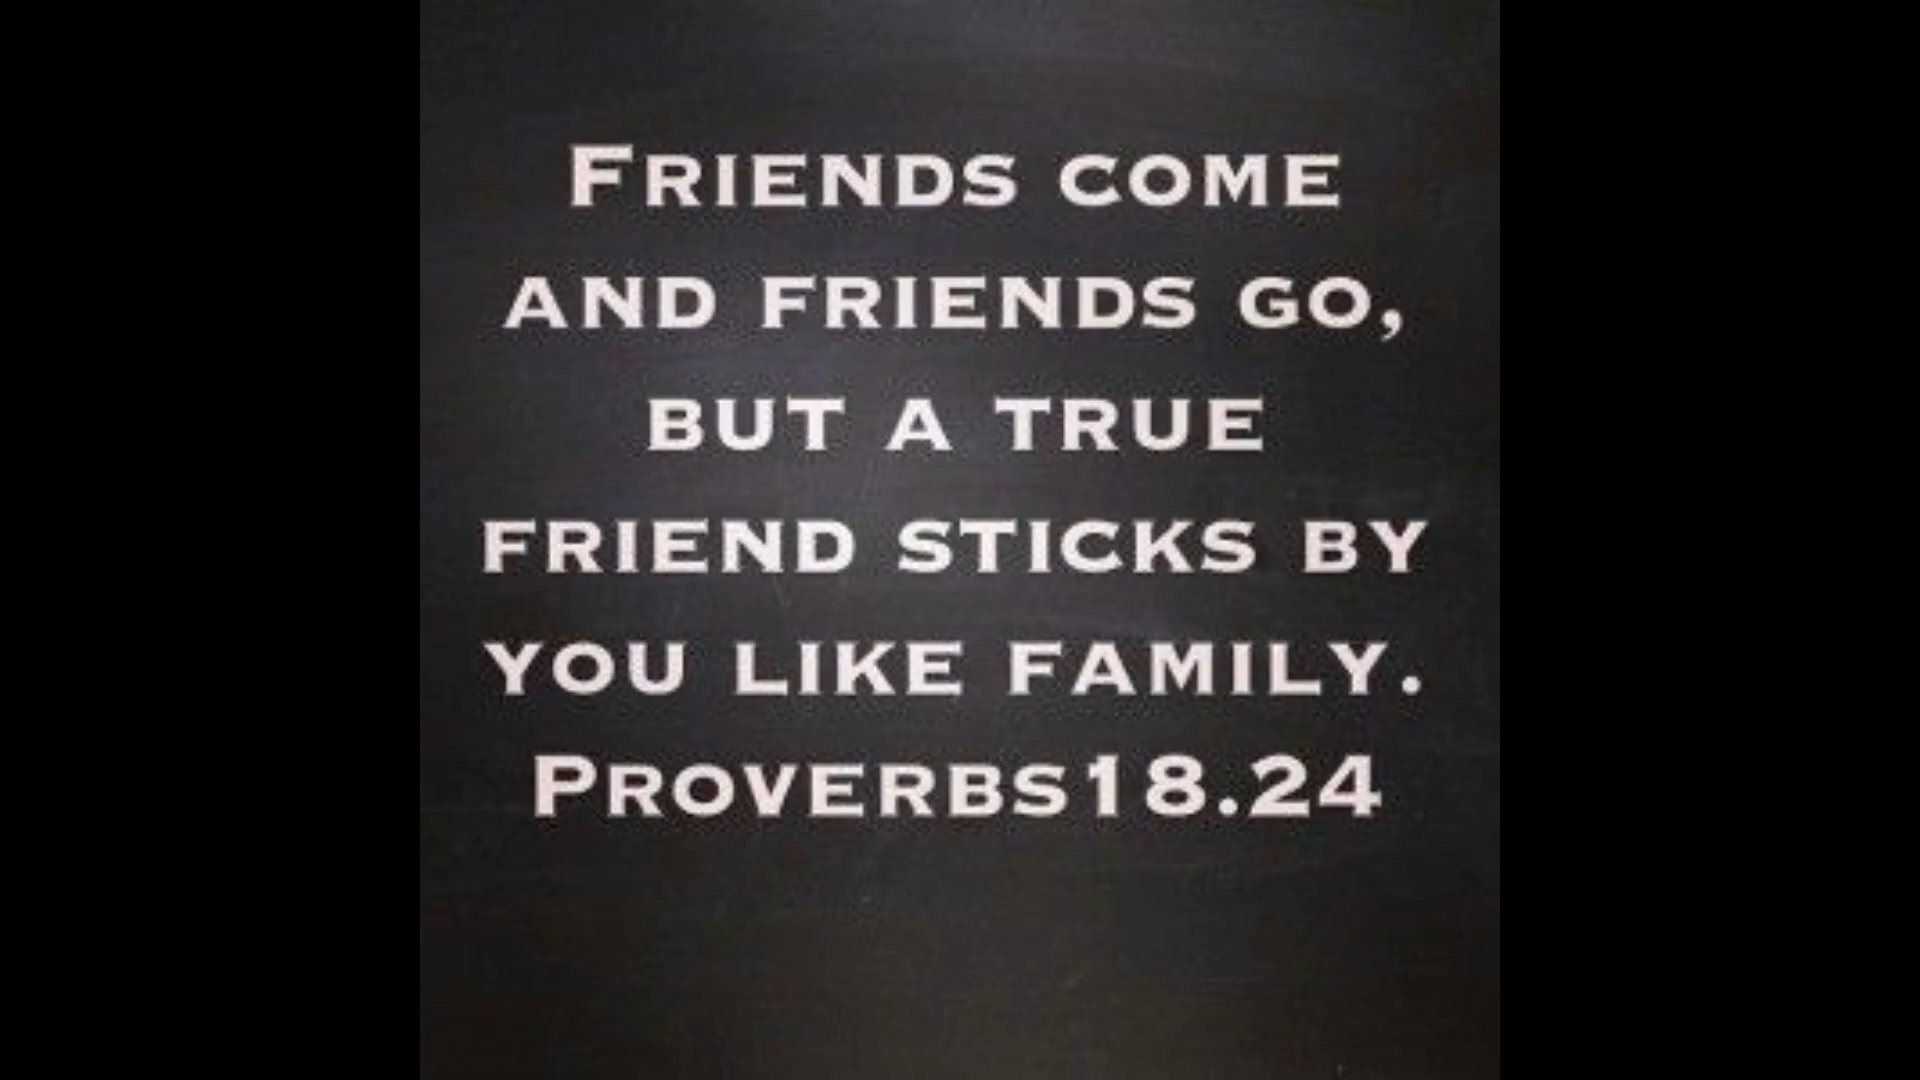 Friends come
and friends go,
but a true
friend sticks by
you like family.
Proverbs18.24